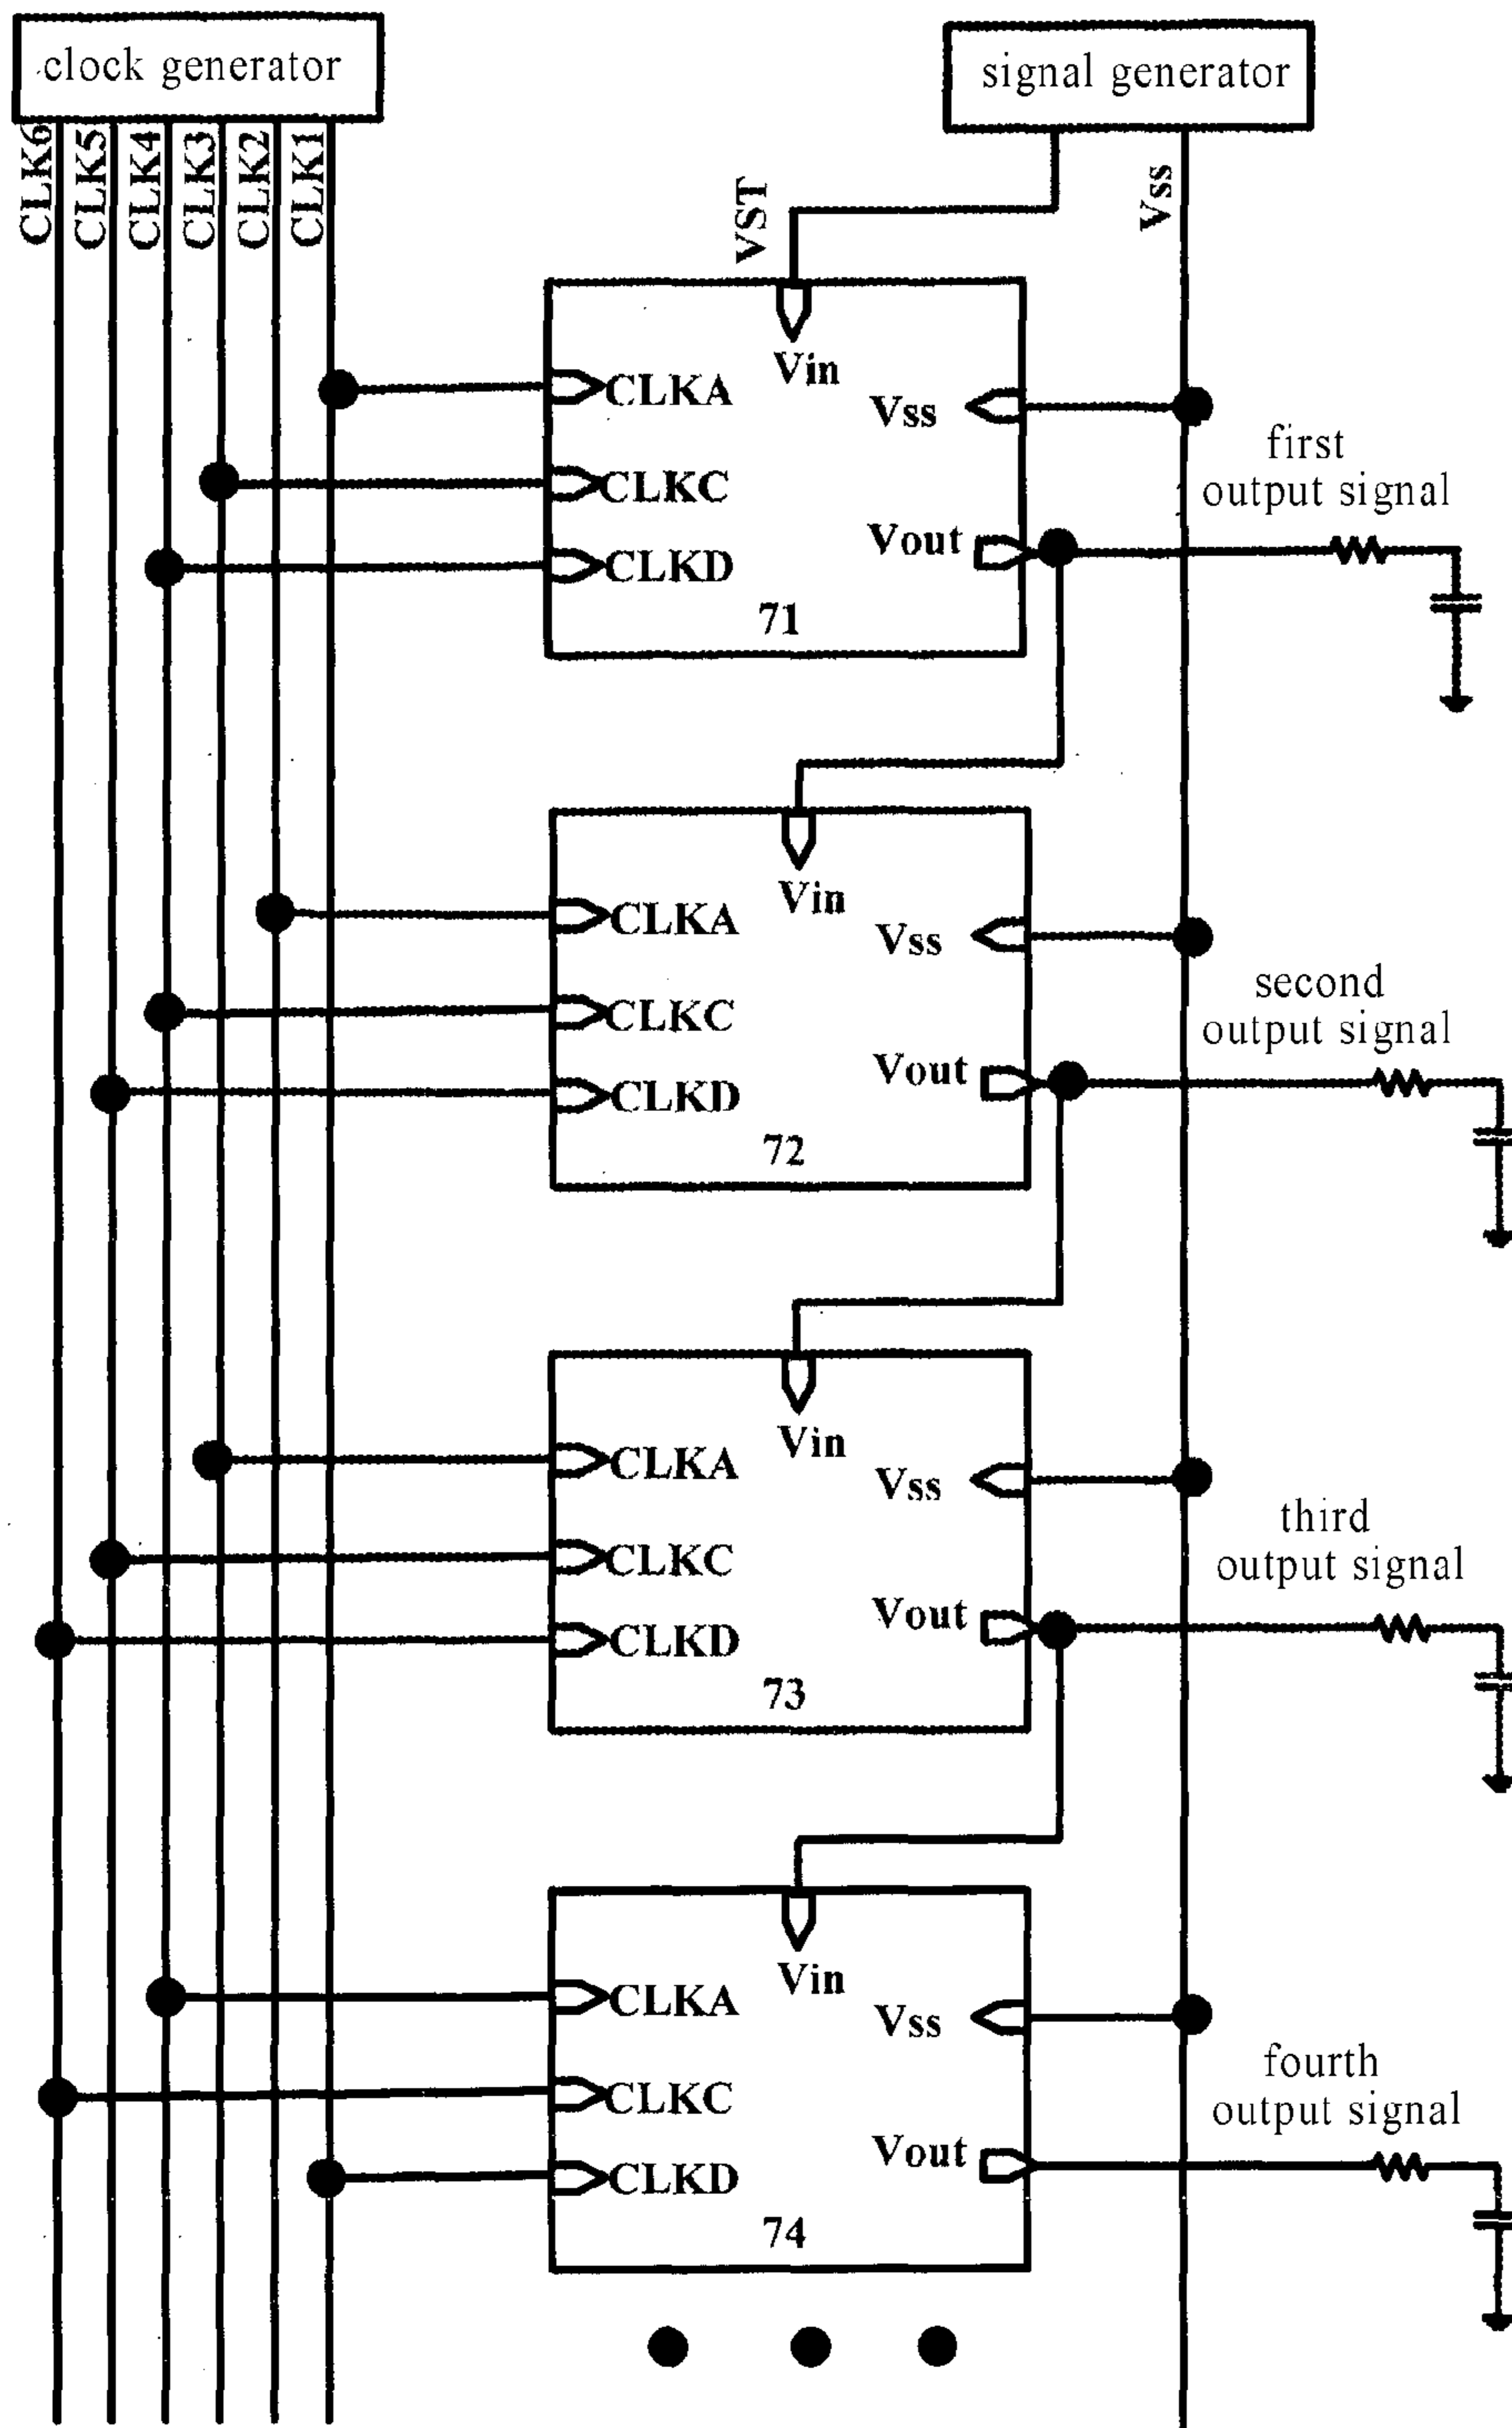 clock generator
signal generator
CLK6
CLK5
CLK4
CLK3
CLK2
CLK1
VST
Vss
Vin
CLKA
Vss
CLKC
Vout
CLKD
71
first
output signal
Vin
CLKA
Vss
CLKC
Vout
CLKD
72
second
output signal
Vin
CLKA
Vss
CLKC
Vout
CLKD
73
third
output signal
Vin
CLKA
Vss
CLKC
Vout
CLKD
74
fourth
output signal